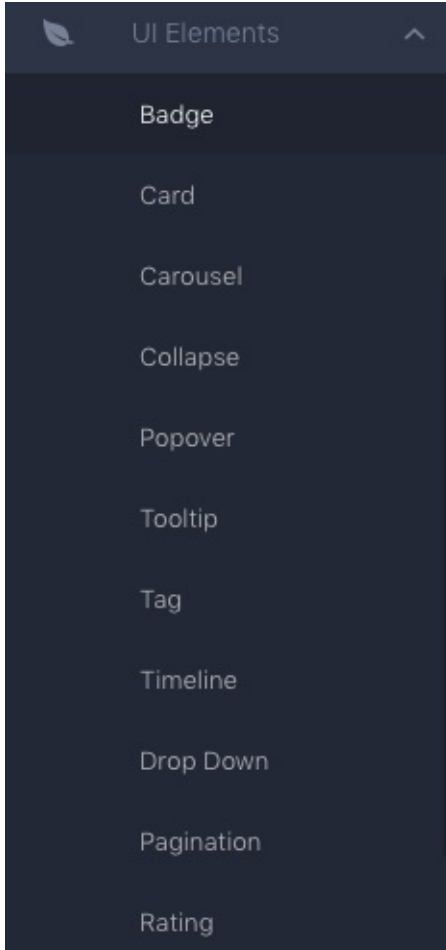 UI Elements
Badge
Card
Carousel
Collapse
Popover
Tooltip
Tag
Timeline
Drop Down
Pagination
Rating